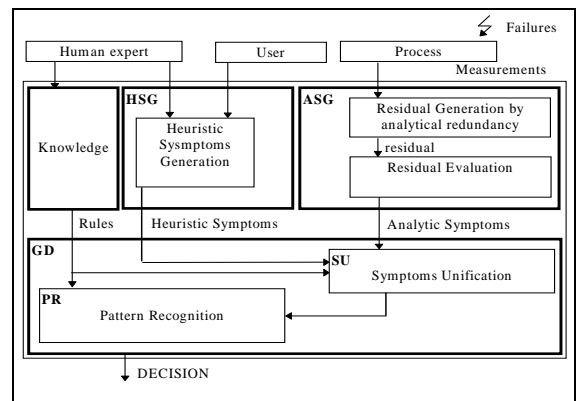 Failures
Human expert
User
Process
Measurements
HSG
ASG
Knowledge
Heuristic
Sysmptoms
Generation
Residual Generation by
analytical redundancy
residual
Residual Evaluation
Rules
Heuristic Symptoms
Analytic Symptoms
GD
SU
Symptoms Unification
PR
Pattern Recognition
DECISION